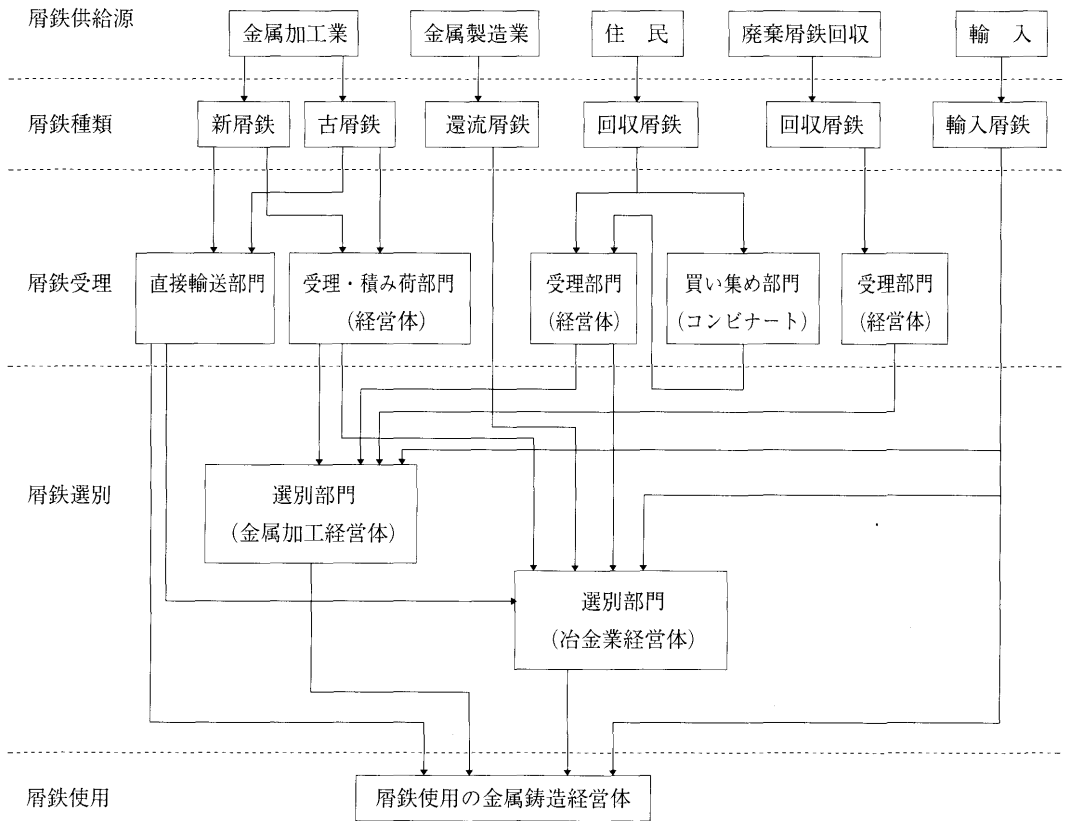 屑鉄供給源
金属加工業
金属製造業
住 民
廃棄屑鉄回収
輸 入
屑鉄種類
新屑鉄
古屑鉄
還流屑鉄
回収屑鉄
回収屑鉄
輸入屑鉄
屑鉄受理
直接輸送部門
受理・積み荷部門
(経営体)
受理部門
(経営体)
買い集め部門
(コンビナート)
受理部門
(経営体)
屑鉄選別
選別部門
(金属加工経営体)
選別部門
(冶金業経営体)
屑鉄使用
屑鉄使用の金属鋳造経営体